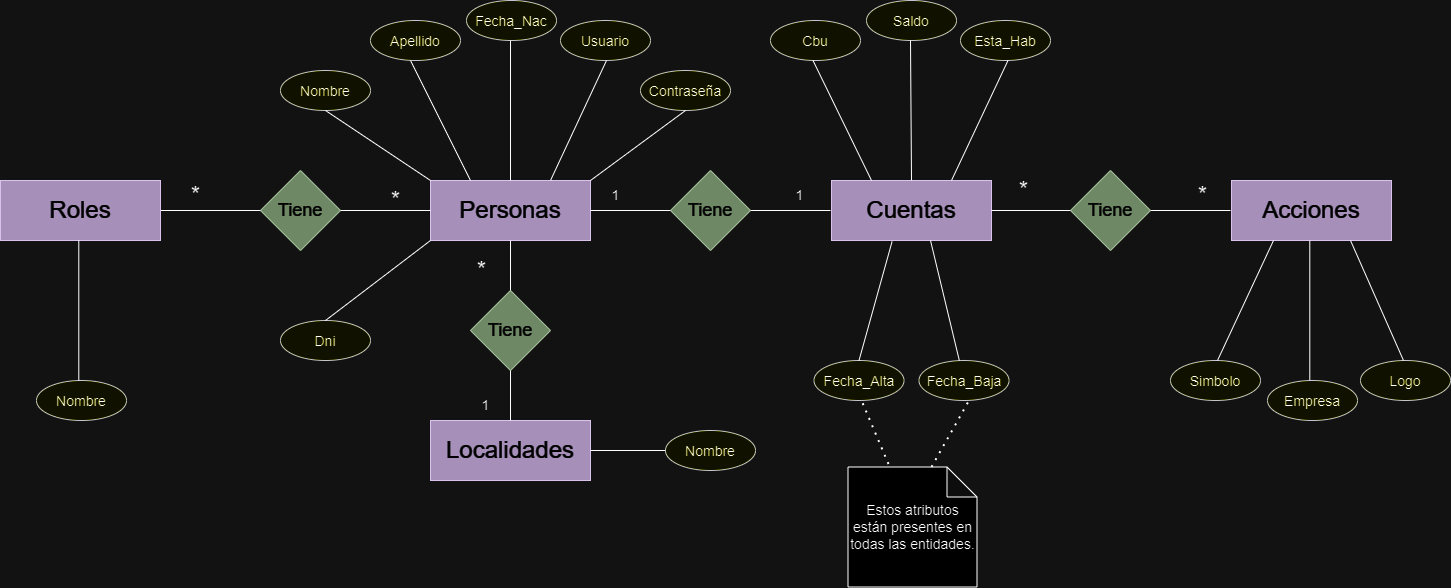 Fecha_Nac
Saldo
Apellido
Usuario
Cbu
Esta_Hab
Nombre
Contraseña
Roles
*
Tiene
*
Personas
1
Tiene
1
Cuentas
*
Tiene
*
Acciones
*
Tiene
Dni
Fecha_Alta
Fecha_Baja
Simbolo
Logo
Nombre
Empresa
1
Localidades
Nombre
Estos atributos
están presentes en
todas las entidades.